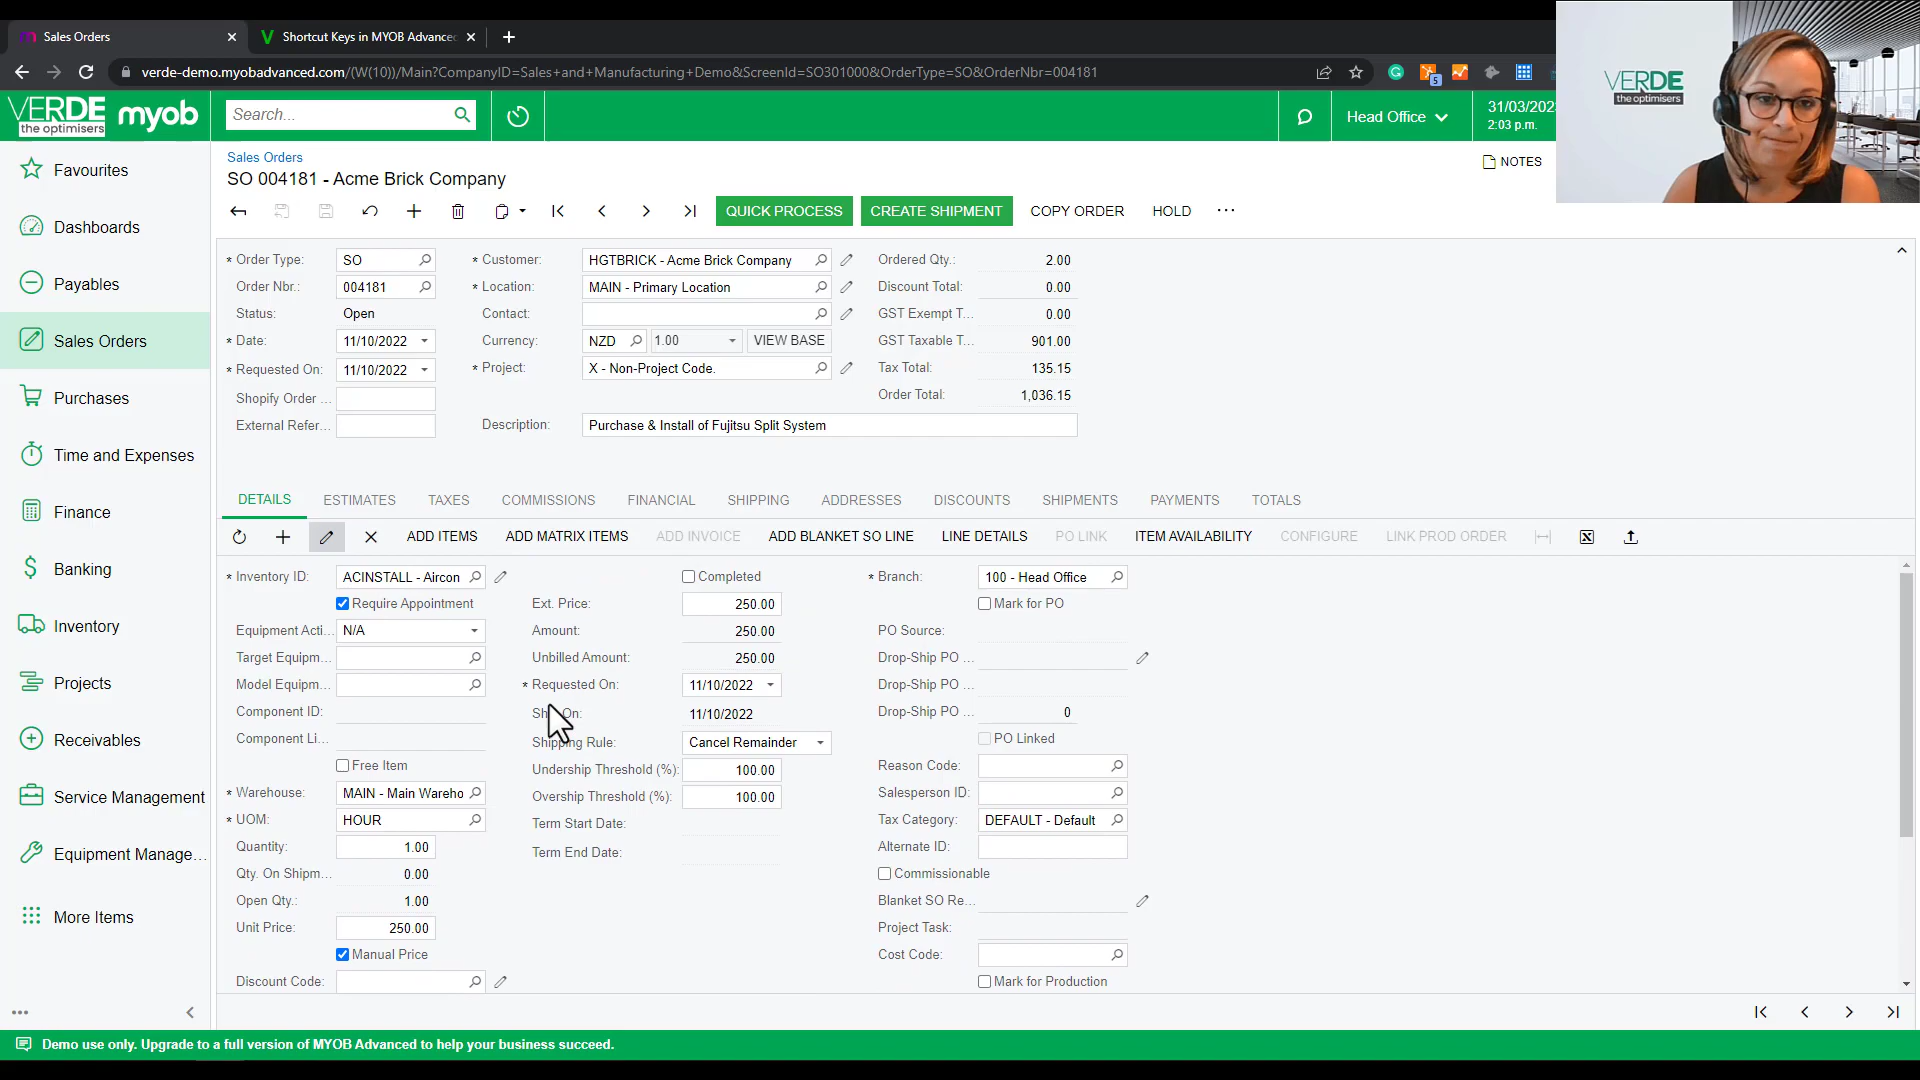 Sales Orders
Shortcut Keys in MYOB Advanced
verde-demo.myobadvanced.com/(W(10))/Main?CompanyID=Sales+and+Manufacturing+Demo&ScreenId=SO301000&OrderType=SO&OrderNbr=004181
5
VERDE
the optimisers
myob
Search...
Head Office
31/03/202
2:03 p.m.
VERDE
the optimisers
Favourites
Dashboards
Payables
Sales Orders
Purchases
Time and Expenses
Finance
Banking
Inventory
Projects
Receivables
Service Management
Equipment Manage...
More Items
Sales Orders
SO 004181 - Acme Brick Company
NOTES
QUICK PROCESS
CREATE SHIPMENT
COPY ORDER
HOLD
* Order Type: SO
Order Nbr.: 004181
Status: Open
* Date: 11/10/2022
* Requested On: 11/10/2022
Shopify Order ...
External Refer...
* Customer: HGTBRICK - Acme Brick Company
* Location: MAIN - Primary Location
Contact:
Currency: NZD 1.00 VIEW BASE
* Project: X - Non-Project Code.
Description: Purchase & Install of Fujitsu Split System
Ordered Qty.: 2.00
Discount Total: 0.00
GST Exempt T... 0.00
GST Taxable T... 901.00
Tax Total: 135.15
Order Total: 1,036.15
DETAILS ESTIMATES TAXES COMMISSIONS FINANCIAL SHIPPING ADDRESSES DISCOUNTS SHIPMENTS PAYMENTS TOTALS
ADD ITEMS ADD MATRIX ITEMS ADD INVOICE ADD BLANKET SO LINE LINE DETAILS PO LINK ITEM AVAILABILITY CONFIGURE LINK PROD ORDER
* Inventory ID: ACINSTALL - Aircon
Require Appointment
Equipment Acti... N/A
Target Equipm...
Model Equipm...
Component ID:
Component Li...
Free Item
* Warehouse: MAIN - Main Wareho
* UOM: HOUR
Quantity: 1.00
Qty. On Shipm... 0.00
Open Qty.: 1.00
Unit Price: 250.00
Manual Price
Discount Code:
Completed
Ext. Price: 250.00
Amount: 250.00
Unbilled Amount: 250.00
* Requested On: 11/10/2022
On: 11/10/2022
Shipping Rule: Cancel Remainder
Undership Threshold (%): 100.00
Overship Threshold (%): 100.00
Term Start Date:
Term End Date:
* Branch: 100 - Head Office
Mark for PO
PO Source:
Drop-Ship PO ...
Drop-Ship PO ...
Drop-Ship PO ... 0
PO Linked
Reason Code:
Salesperson ID:
Tax Category: DEFAULT - Default
Alternate ID:
Commissionable
Blanket SO Re...
Project Task:
Cost Code:
Mark for Production
Demo use only. Upgrade to a full version of MYOB Advanced to help your business succeed.